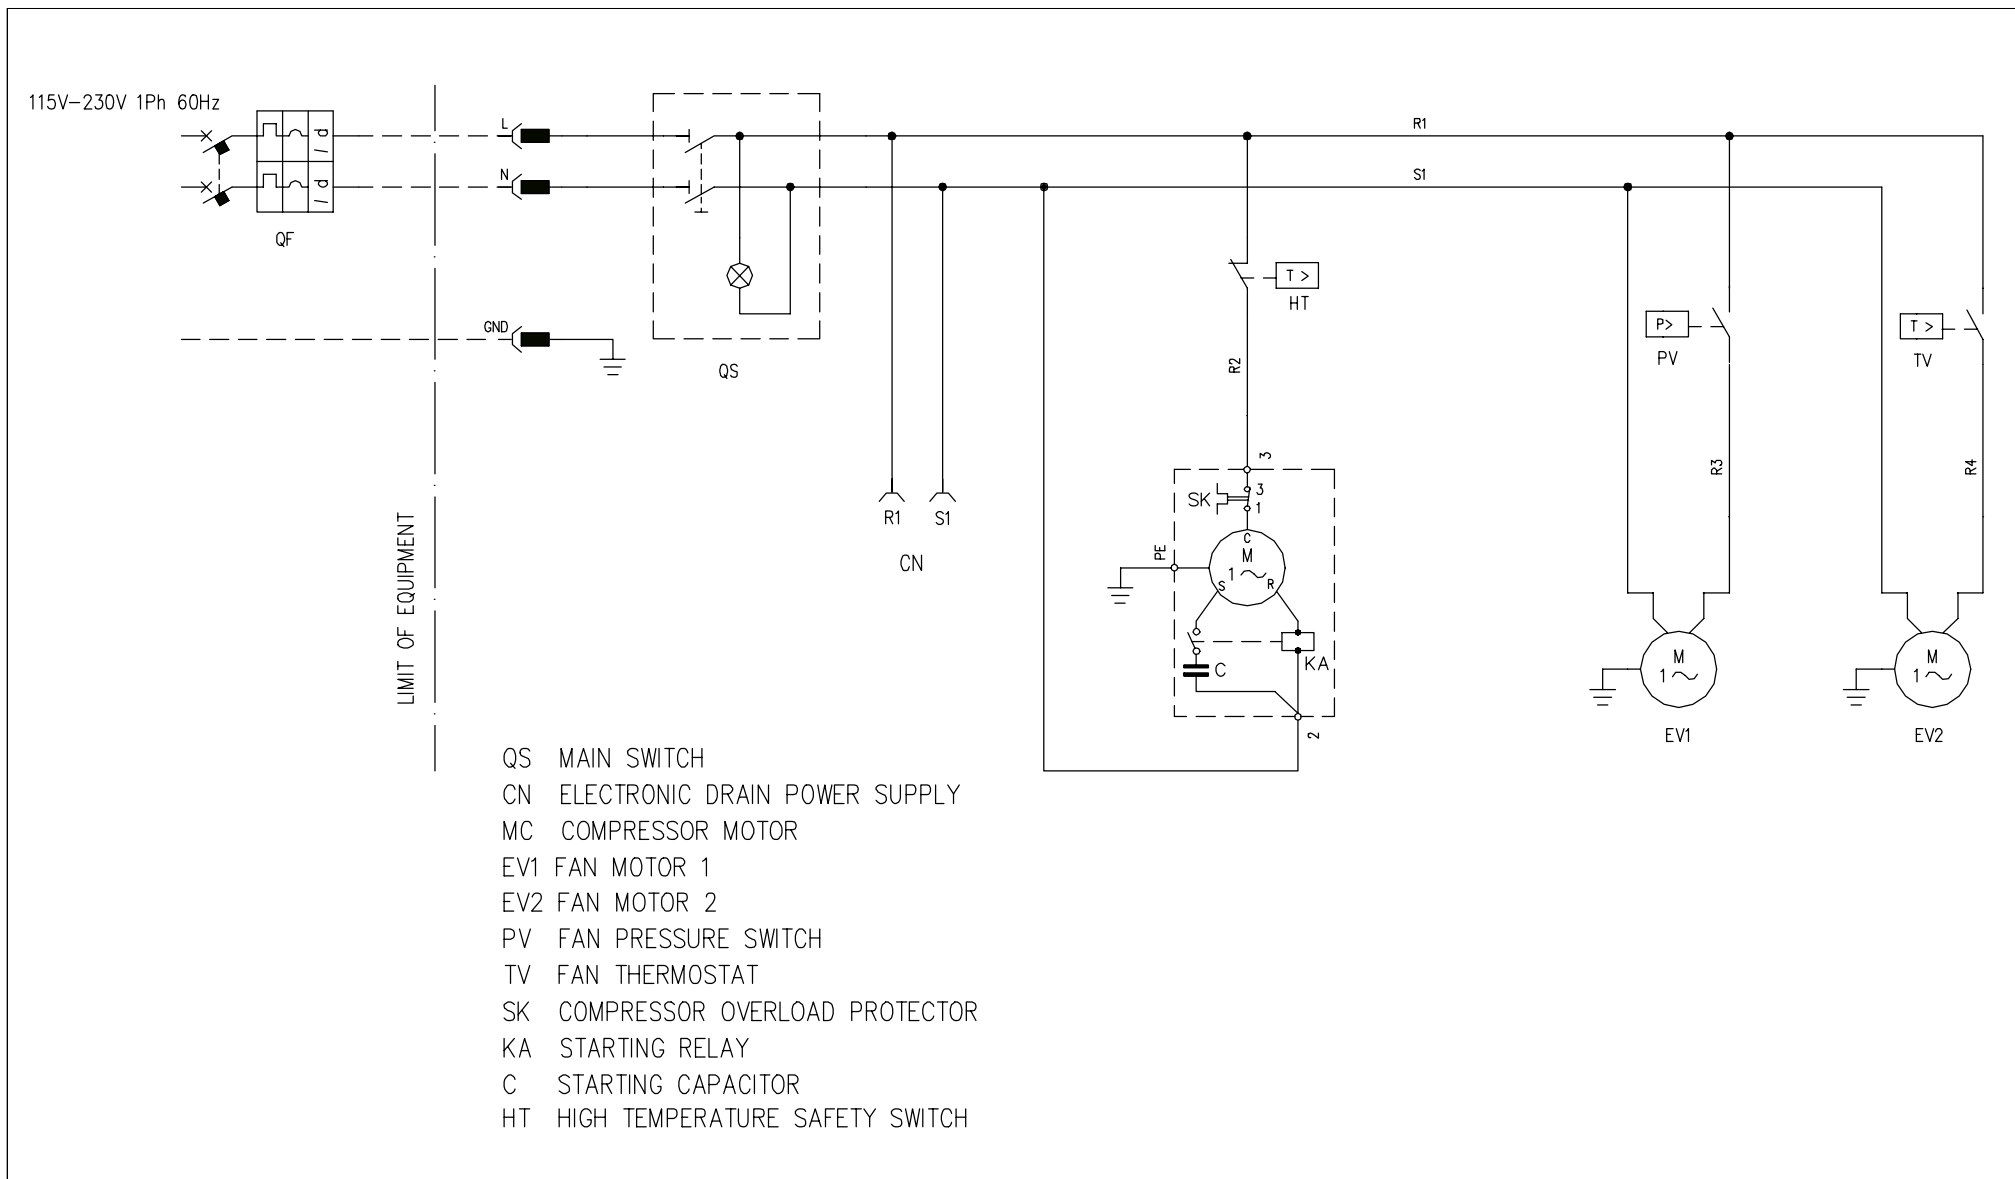 115V-230V 1Ph 60Hz
L
R1
N
S1
I d
I d
QF
T >
HT
GND
P>
T >
PV
TV
QS
R2
3
R3
R4
SK
3
1
R1
S1
C
M
1
PE
S
R
CN
LIMIT OF EQUIPMENT
C
KA
M
1
M
1
2
EV1
EV2
QS MAIN SWITCH
CN ELECTRONIC DRAIN POWER SUPPLY
MC COMPRESSOR MOTOR
EV1 FAN MOTOR 1
EV2 FAN MOTOR 2
PV FAN PRESSURE SWITCH
TV FAN THERMOSTAT
SK COMPRESSOR OVERLOAD PROTECTOR
KA STARTING RELAY
C STARTING CAPACITOR
HT HIGH TEMPERATURE SAFETY SWITCH